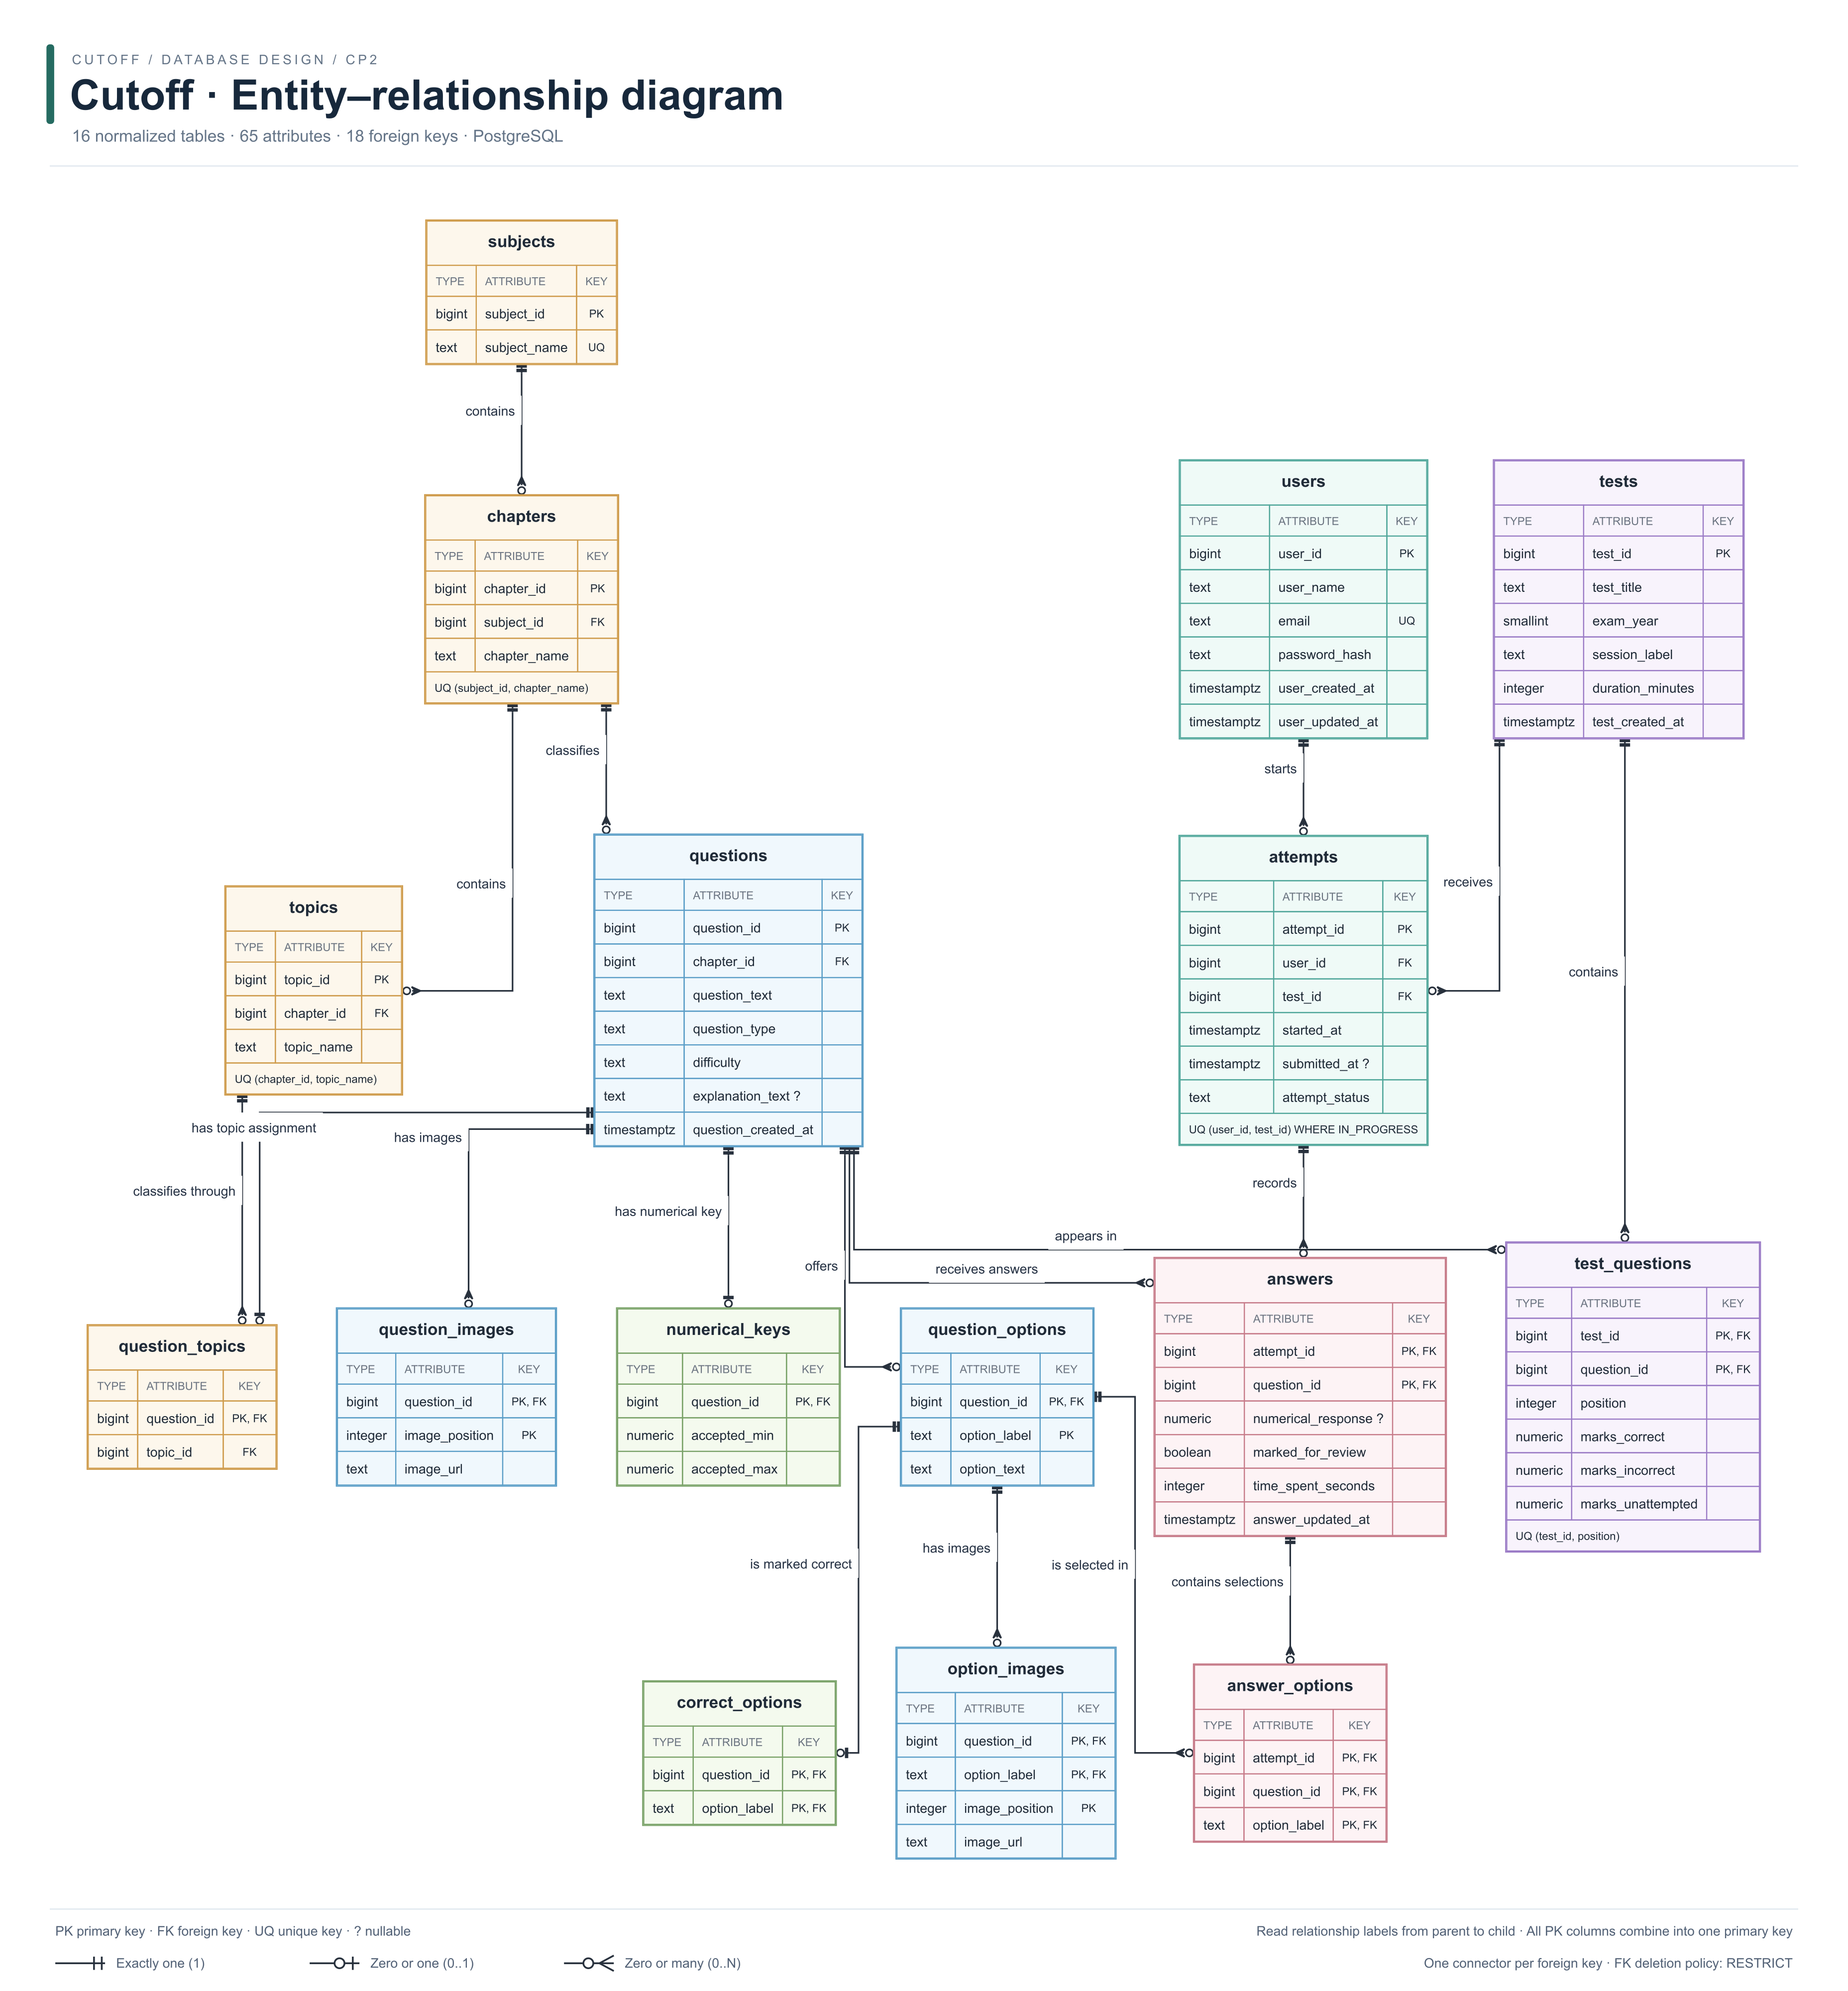 CUTOFF / DATABASE DESIGN / CP2
Cutoff · Entity–relationship diagram
16 normalized tables · 65 attributes · 18 foreign keys · PostgreSQL
subjects
TYPE ATTRIBUTE KEY
bigint subject_id PK
text subject_name UQ
contains
chapters
TYPE ATTRIBUTE KEY
bigint chapter_id PK
bigint subject_id FK
text chapter_name
UQ (subject_id, chapter_name)
users
TYPE ATTRIBUTE KEY
bigint user_id PK
text user_name
text email UQ
text password_hash
timestamptz user_created_at
timestamptz user_updated_at
tests
TYPE ATTRIBUTE KEY
bigint test_id PK
text test_title
smallint exam_year
text session_label
integer duration_minutes
timestamptz test_created_at
classifies
starts
contains
receives
contains
topics
TYPE ATTRIBUTE KEY
bigint topic_id PK
bigint chapter_id FK
text topic_name
UQ (chapter_id, topic_name)
questions
TYPE ATTRIBUTE KEY
bigint question_id PK
bigint chapter_id FK
text question_text
text question_type
text difficulty
text explanation_text ?
timestamptz question_created_at
attempts
TYPE ATTRIBUTE KEY
bigint attempt_id PK
bigint user_id FK
bigint test_id FK
timestamptz started_at
timestamptz submitted_at ?
text attempt_status
UQ (user_id, test_id) WHERE IN_PROGRESS
has topic assignment
has images
classifies through
has numerical key
records
appears in
offers
receives answers
question_topics
TYPE ATTRIBUTE KEY
bigint question_id PK, FK
bigint topic_id FK
question_images
TYPE ATTRIBUTE KEY
bigint question_id PK, FK
integer image_position PK
text image_url
numerical_keys
TYPE ATTRIBUTE KEY
bigint question_id PK, FK
numeric accepted_min
numeric accepted_max
question_options
TYPE ATTRIBUTE KEY
bigint question_id PK, FK
text option_label PK
text option_text
answers
TYPE ATTRIBUTE KEY
bigint attempt_id PK, FK
bigint question_id PK, FK
numeric numerical_response ?
boolean marked_for_review
integer time_spent_seconds
timestamptz answer_updated_at
test_questions
TYPE ATTRIBUTE KEY
bigint test_id PK, FK
bigint question_id PK, FK
integer position
numeric marks_correct
numeric marks_incorrect
numeric marks_unattempted
UQ (test_id, position)
is marked correct
has images
is selected in
contains selections
correct_options
TYPE ATTRIBUTE KEY
bigint question_id PK, FK
text option_label PK, FK
option_images
TYPE ATTRIBUTE KEY
bigint question_id PK, FK
text option_label PK, FK
integer image_position PK
text image_url
answer_options
TYPE ATTRIBUTE KEY
bigint attempt_id PK, FK
bigint question_id PK, FK
text option_label PK, FK
PK primary key · FK foreign key · UQ unique key · ? nullable
Read relationship labels from parent to child · All PK columns combine into one primary key
Exactly one (1)
Zero or one (0..1)
Zero or many (0..N)
One connector per foreign key · FK deletion policy: RESTRICT